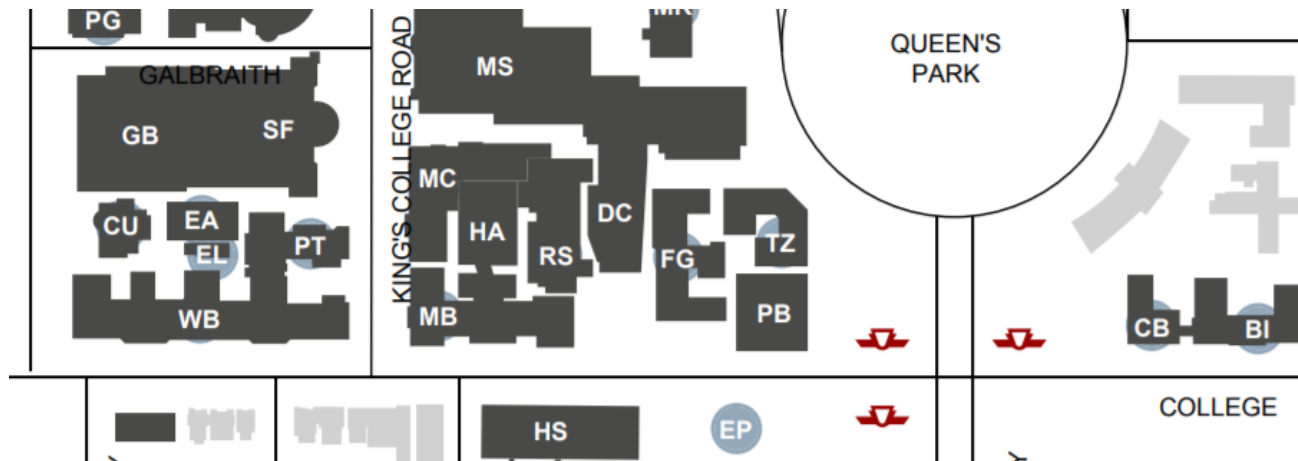 PG
MS
QUEEN'S
PARK
GALBRAITH
KING'S COLLEGE ROAD
GB
SF
MC
CU
EA
EL
PT
HA
RS
DC
FG
TZ
WB
MB
PB
CB
BI
COLLEGE
HS
EP